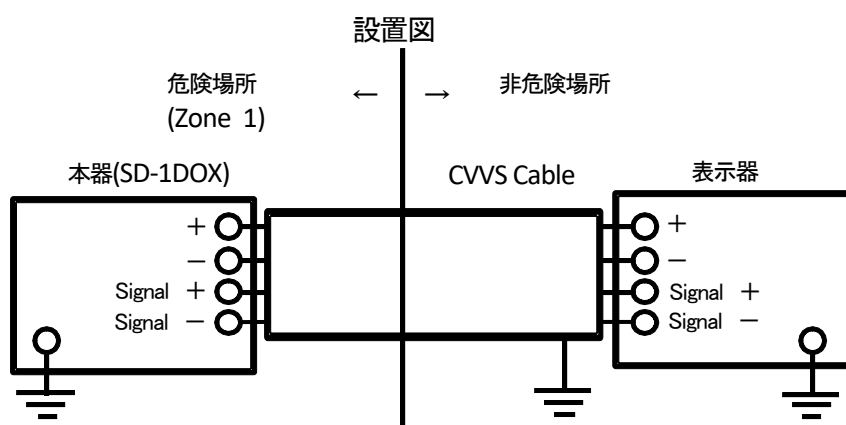 設置図
危険場所 ← → 非危険場所
(Zone 1)
本器(SD-1DOX) CVVS Cable 表示器
+ +
- -
Signal + Signal +
Signal - Signal -